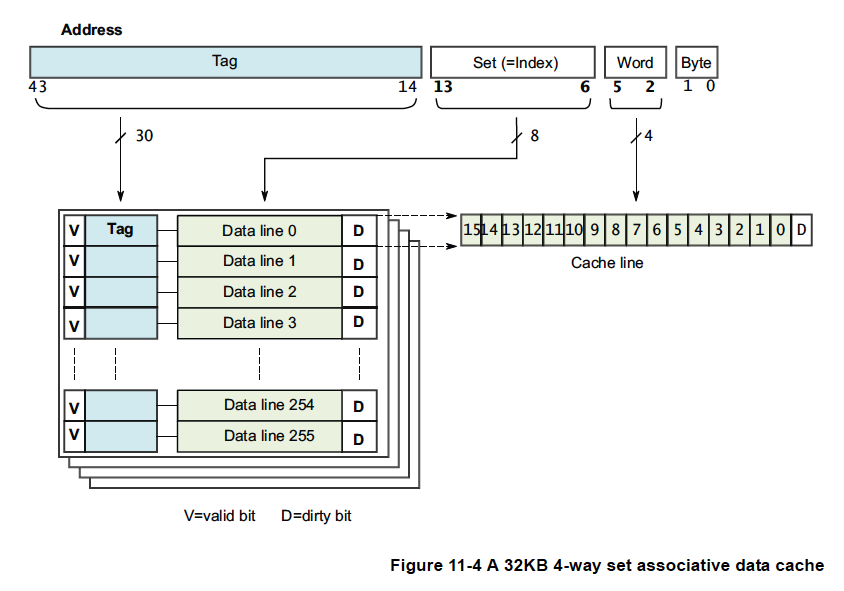 Address
Tag
Set (=Index)
Word
Byte
43
14
13
6
5
2
1
0
30
8
4
V
Tag
Data line 0
D
15 14 13 12 11 10 9 8 7 6 5 4 3 2 1 0 D
V
Data line 1
D
Cache line
V
Data line 2
D
V
Data line 3
D
V
Data line 254
D
V
Data line 255
D
V=valid bit
D=dirty bit
Figure 11-4 A 32KB 4-way set associative data cache